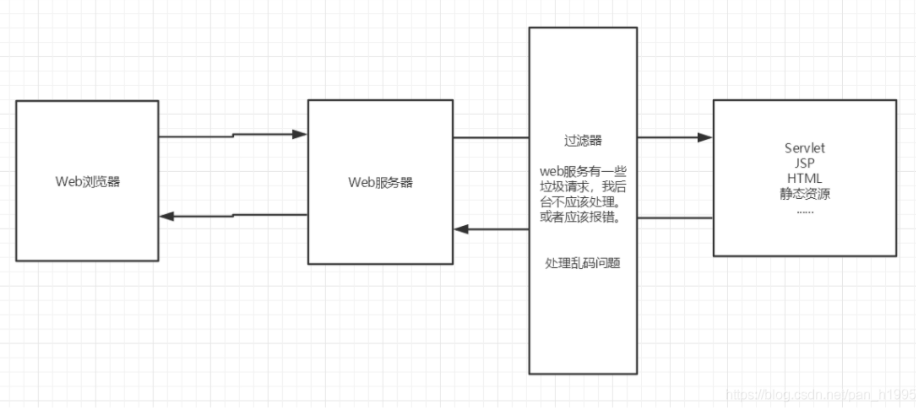 Web浏览器
Web服务器
过滤器
web服务有一些
垃圾请求，我后
台不应该处理。
或者应该报错。
处理乱码问题
Servlet
JSP
HTML
静态资源
......
https://blog.csdn.net/ban_h1995